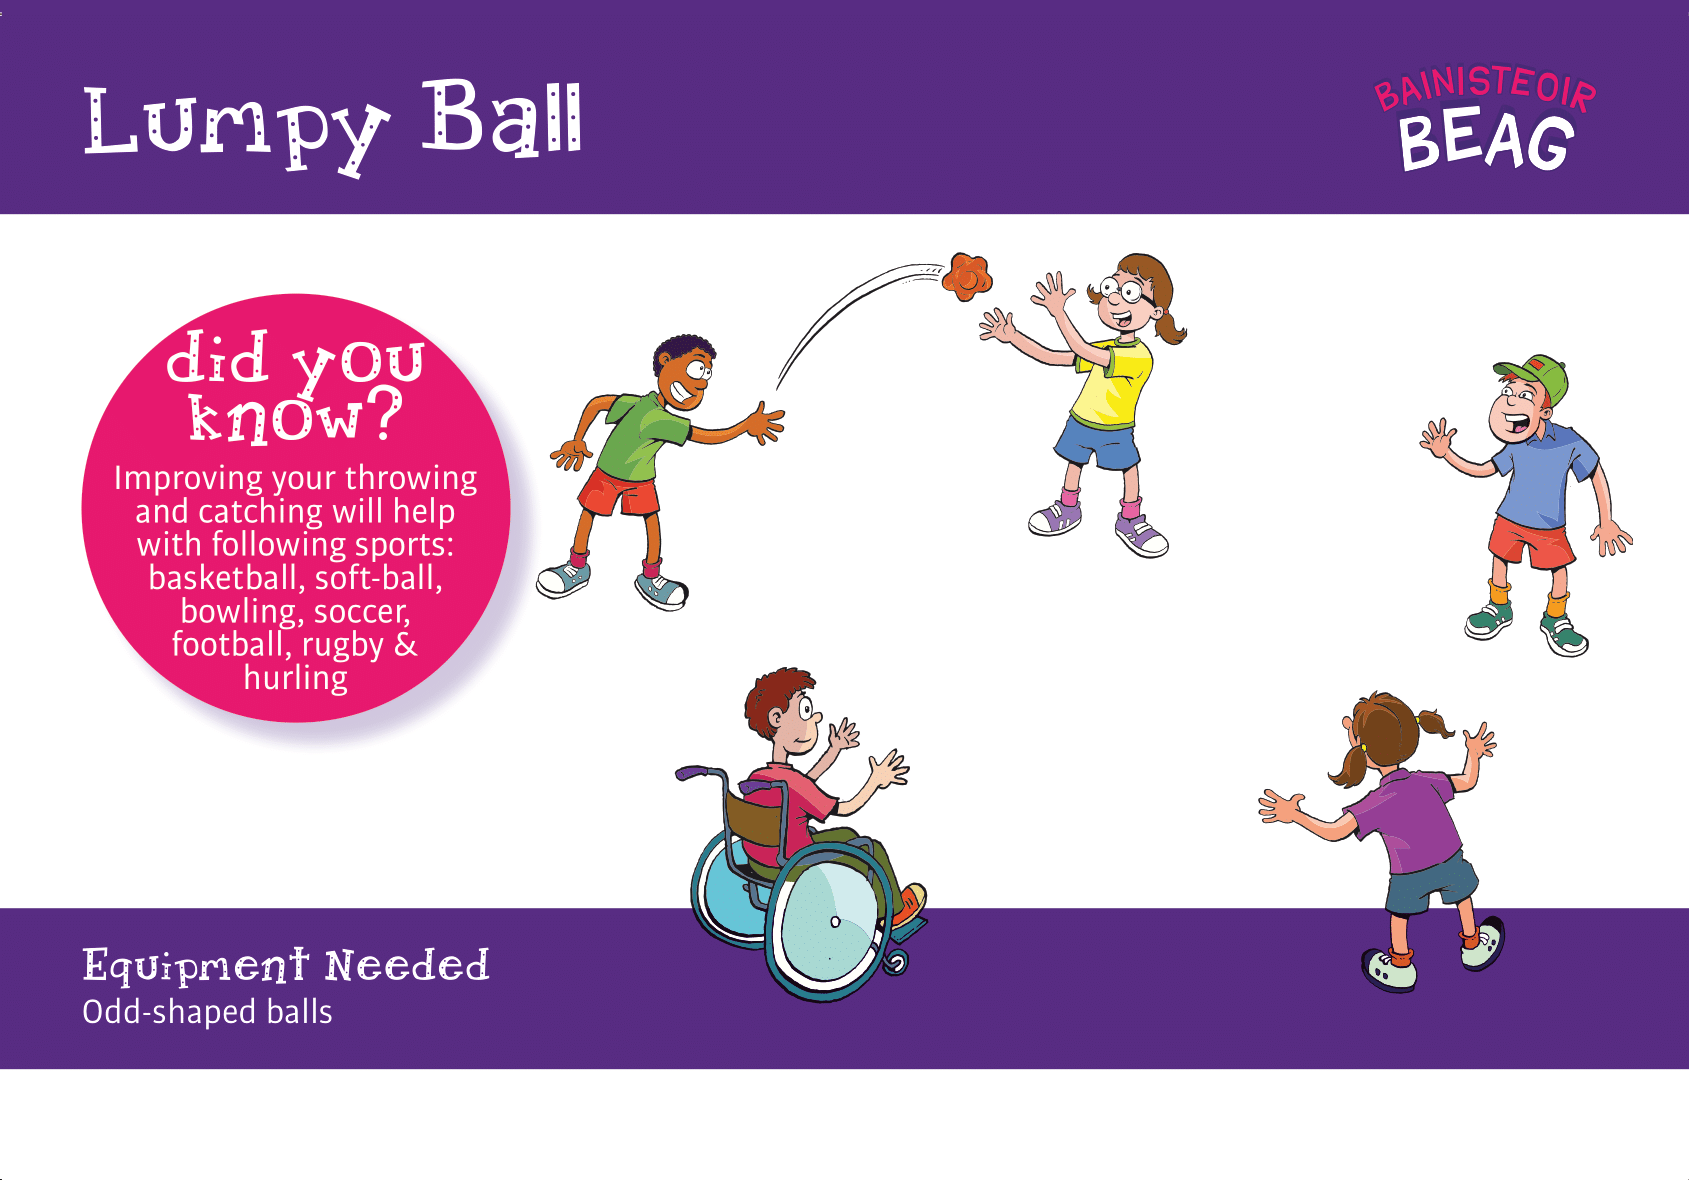 Lumpy Ball
BAINISTEOIR
BEAG
did you
know?
Improving your throwing
and catching will help
with following sports:
basketball, soft-ball,
bowling, soccer,
football, rugby &
hurling
Equipment Needed
Odd-shaped balls